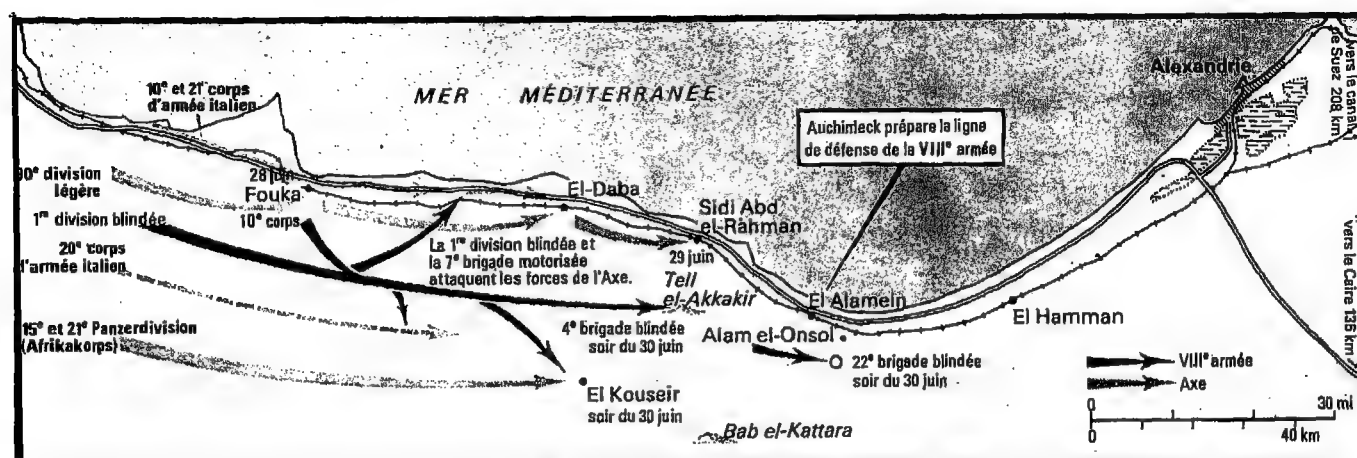 10e et 21e corps
d'armée italien
MER MÉDITERRANÉE
Alexandrie
vers le canal
de Suez 208 km
Auchinleck prépare la ligne
de défense de la VIIIe armée
90e division
légère
28 juin
Fouka
El-Daba
1re division blindée
10e corps
Sidi Abd
el-Rahman
29 juin
La 1re division blindée et
la 7e brigade motorisée
attaquent les forces de l'Axe.
20e corps
d'armée italien
Tell
el-Akkakir
El Alamein
El Hamman
vers le Caire 135 km
15e et 21e Panzerdivision
(Afrikakorps)
4e brigade blindée
soir du 30 juin
Alam el-Onsol
22e brigade blindée
soir du 30 juin
El Kouseir
soir du 30 juin
Bab el-Kattara
VIIIe armée
Axe
0 30 mi
0 40 km